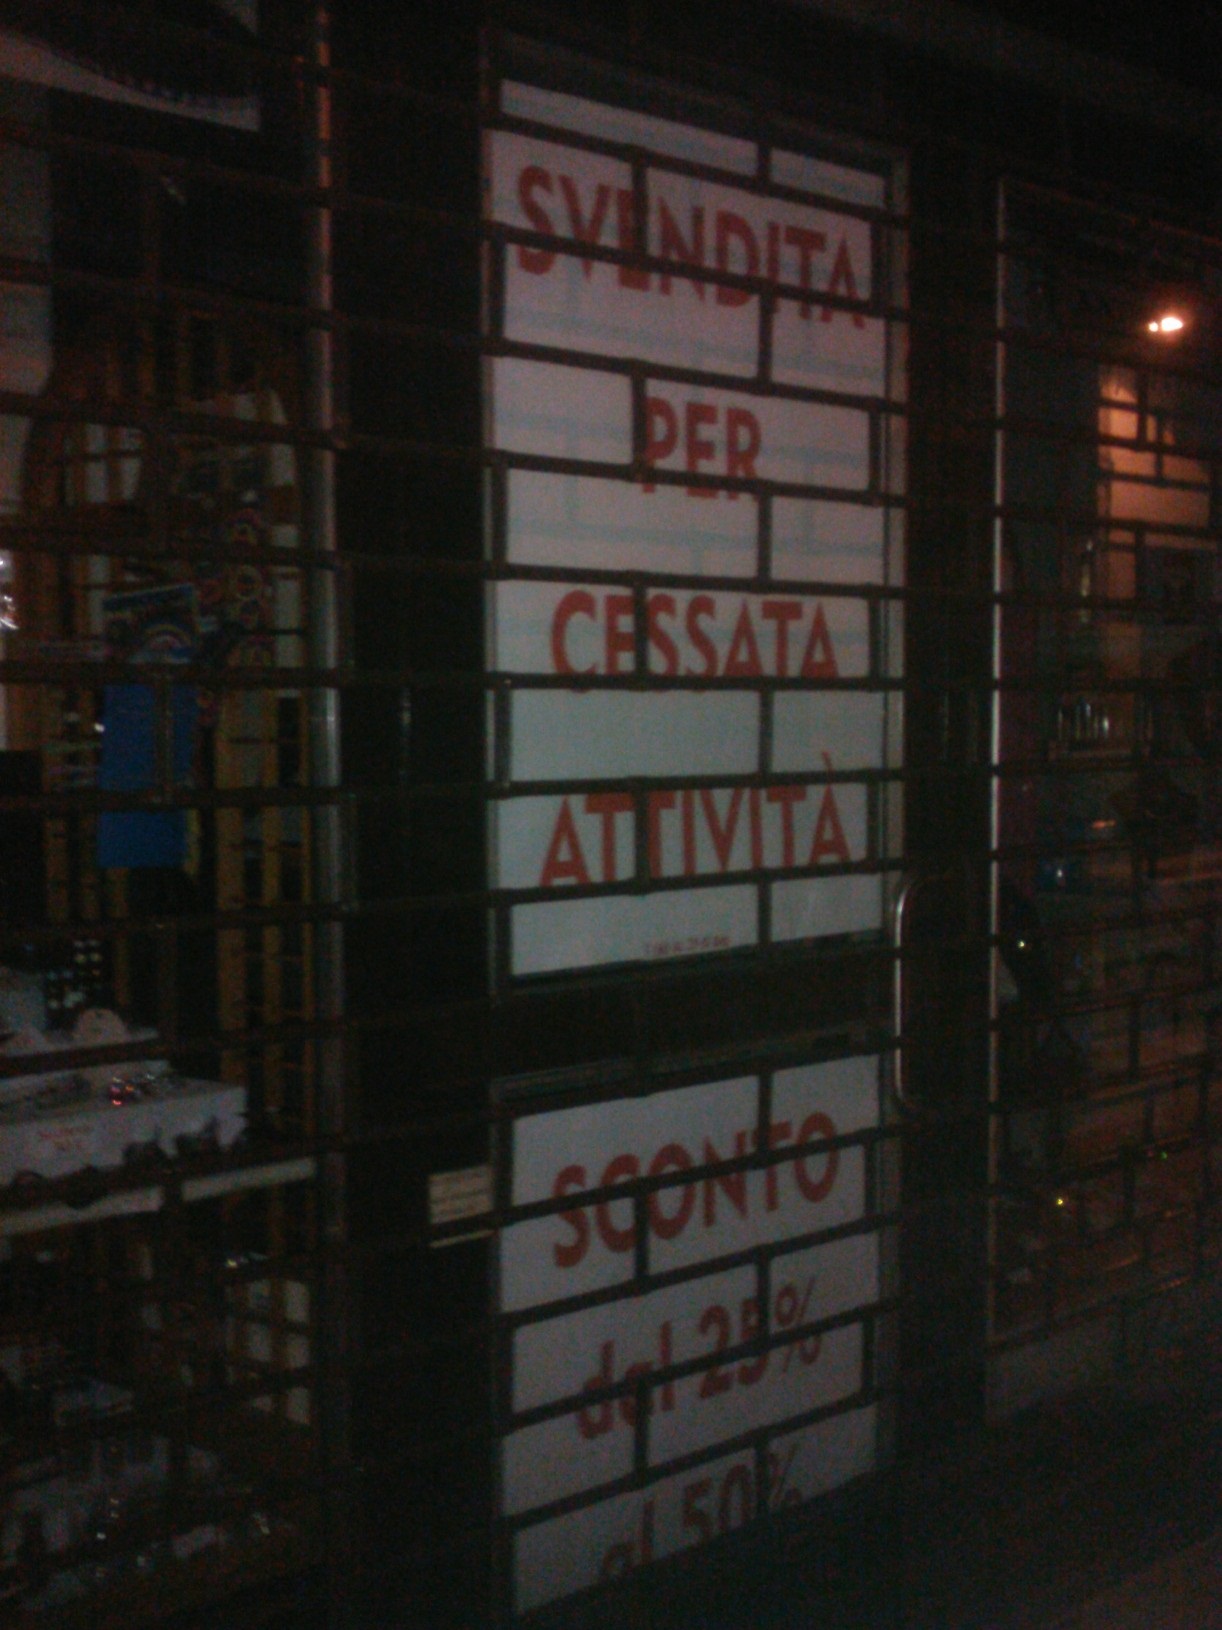 SVENDITA
PER
CESSATA
ATTIVITÀ
SCONTO
dal 25%
al 50%